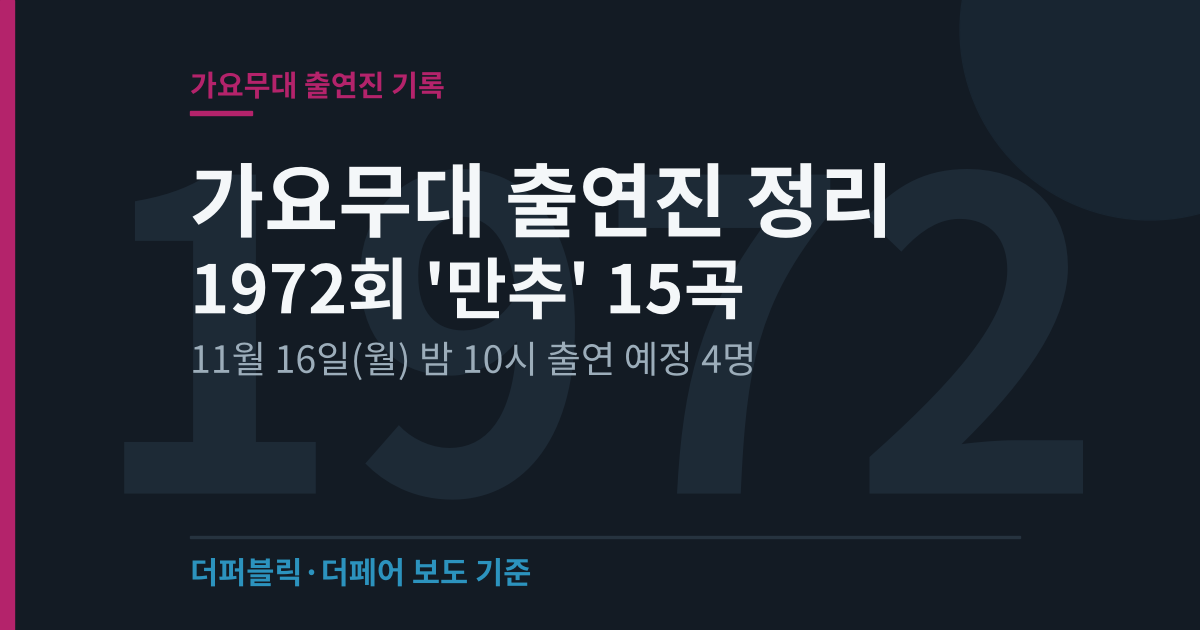 가요무대 출연진 기록
가요무대 출연진 정리
1972회 '만추' 15곡
11월 16일(월) 밤 10시 출연 예정 4명
1972
더퍼블릭·더페어 보도 기준